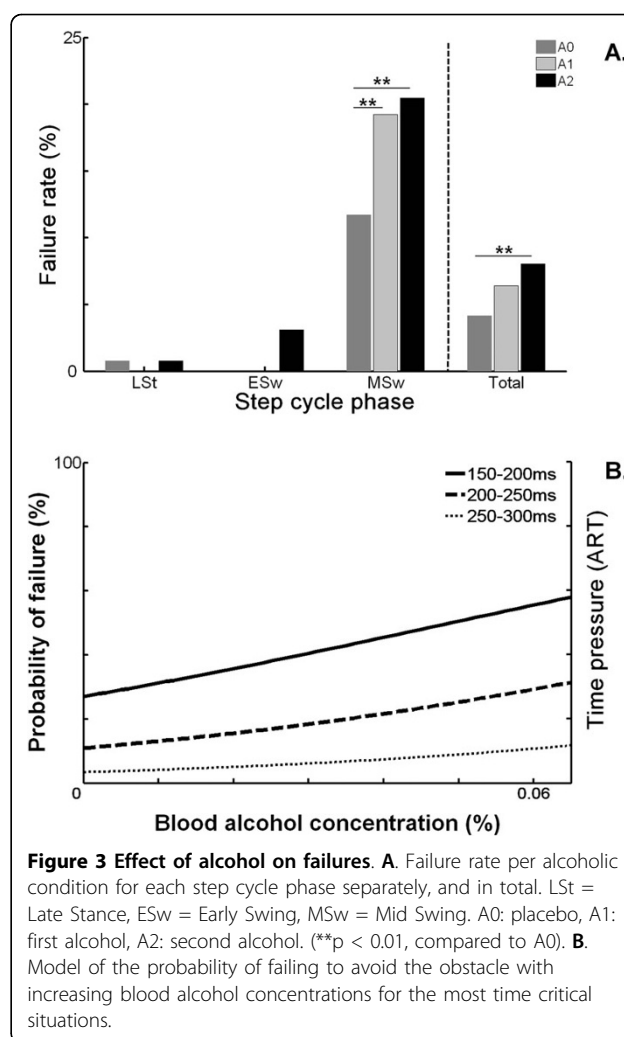 25
A.
A0
A1
A2
**
**
**
Failure rate (%)
0
LSt ESw MSw Total
Step cycle phase
100
B.
150-200ms
200-250ms
250-300ms
Probability of failure (%)
Time pressure (ART)
0 0.06
Blood alcohol concentration (%)
Figure 3 Effect of alcohol on failures. A. Failure rate per alcoholic
condition for each step cycle phase separately, and in total. LSt =
Late Stance, ESw = Early Swing, MSw = Mid Swing. A0: placebo, A1:
first alcohol, A2: second alcohol. (**p < 0.01, compared to A0). B.
Model of the probability of failing to avoid the obstacle with
increasing blood alcohol concentrations for the most time critical
situations.